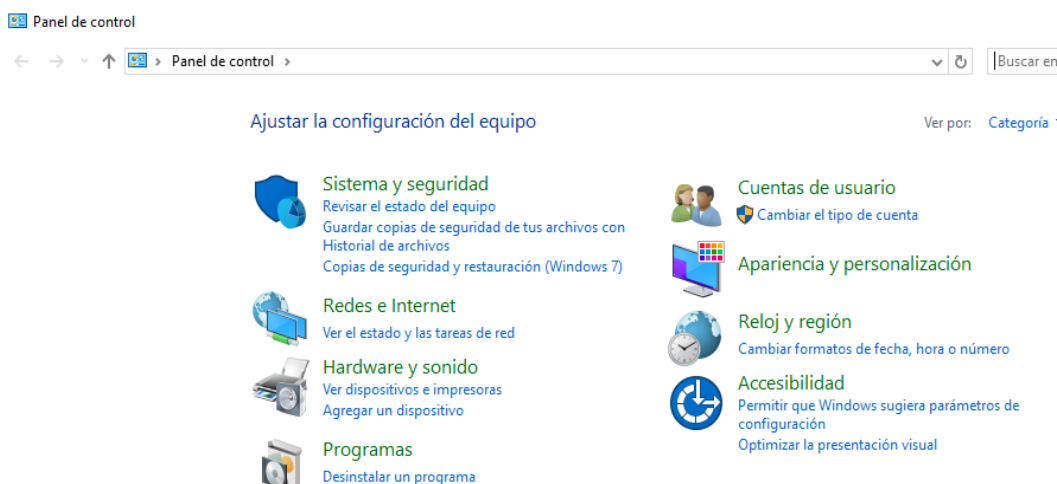 Panel de control
Panel de control
Buscar en
Ajustar la configuración del equipo
Ver por: Categoría
Sistema y seguridad
Revisar el estado del equipo
Guardar copias de seguridad de tus archivos con
Historial de archivos
Copias de seguridad y restauración (Windows 7)
Redes e Internet
Ver el estado y las tareas de red
Hardware y sonido
Ver dispositivos e impresoras
Agregar un dispositivo
Programas
Desinstalar un programa
Cuentas de usuario
Cambiar el tipo de cuenta
Apariencia y personalización
Reloj y región
Cambiar formatos de fecha, hora o número
Accesibilidad
Permitir que Windows sugiera parámetros de
configuración
Optimizar la presentación visual